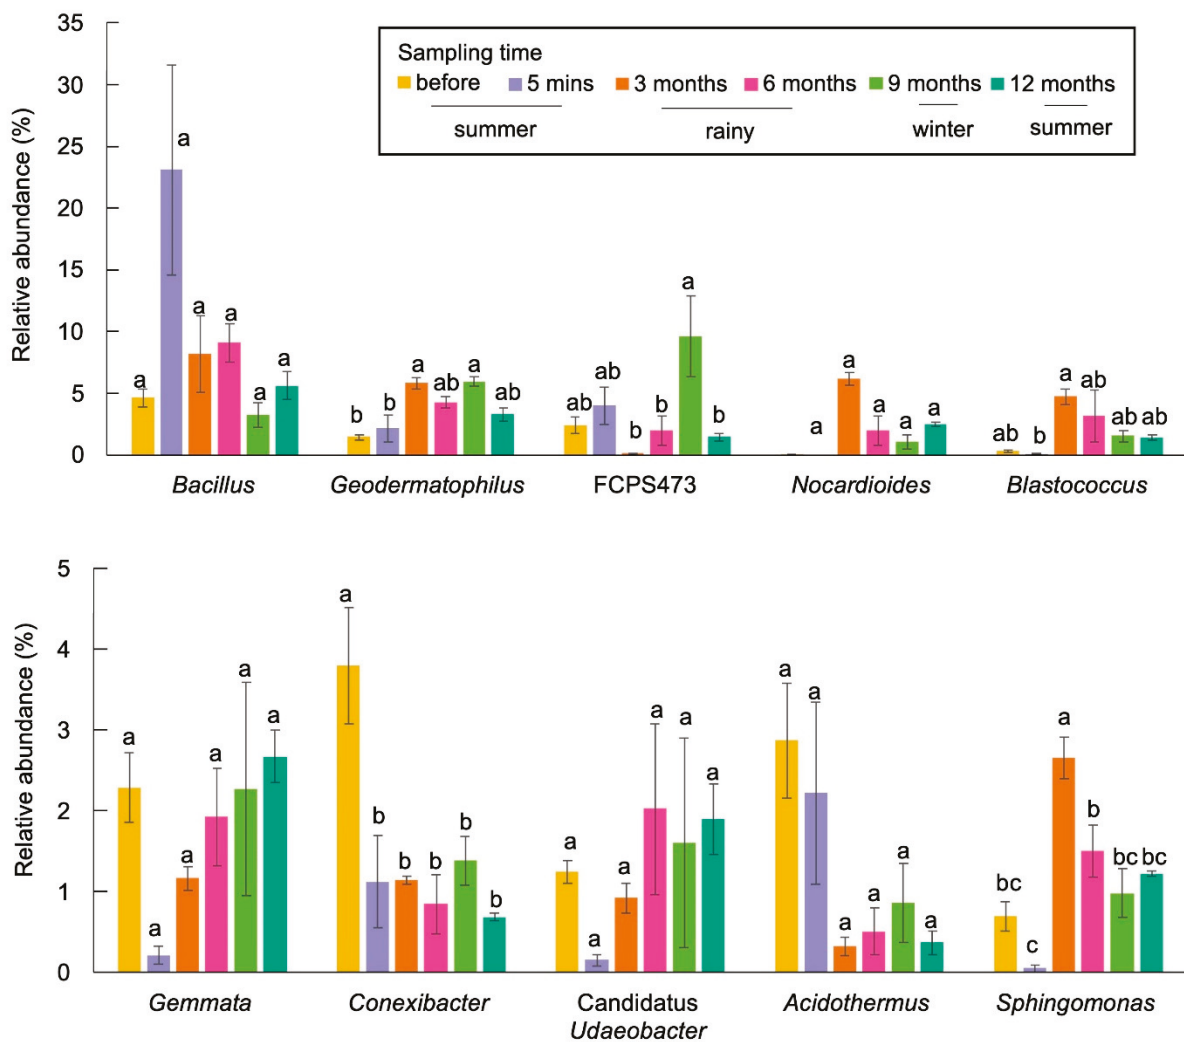 Relative abundance (%)
35
30
25
20
15
10
5
0
Sampling time
before 5 mins 3 months 6 months 9 months 12 months
summer rainy winter summer
a a a a a a
b b a ab a ab
ab ab b b a b
a a a a a
ab b a ab ab ab
Bacillus Geodermatophilus FCPS473 Nocardioides Blastococcus
Relative abundance (%)
5
4
3
2
1
0
a a a a a a
a b b b b b
a a a a a a
a a a a a a
bc c a b bc bc
Gemmata Conexibacter Candidatus Acidothermus Sphingomonas
Udaeobacter